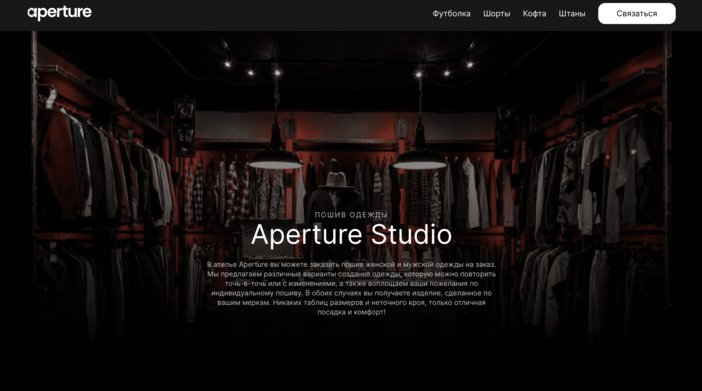 aperture
Футболка Шорты Кофта Штаны Связаться
ПОШИВ ОДЕЖДЫ
Aperture Studio
В ателье Aperture вы можете заказать пошив женской и мужской одежды на заказ.
Мы предлагаем различные варианты создания одежды, которую можно повторить
точь-в-точь или с изменениями, а также воплощаем ваши пожелания по
индивидуальному пошиву. В обоих случаях вы получаете изделие, сделанное по
вашим меркам. Никаких таблиц размеров и неточного кроя, только отличная
посадка и комфорт!